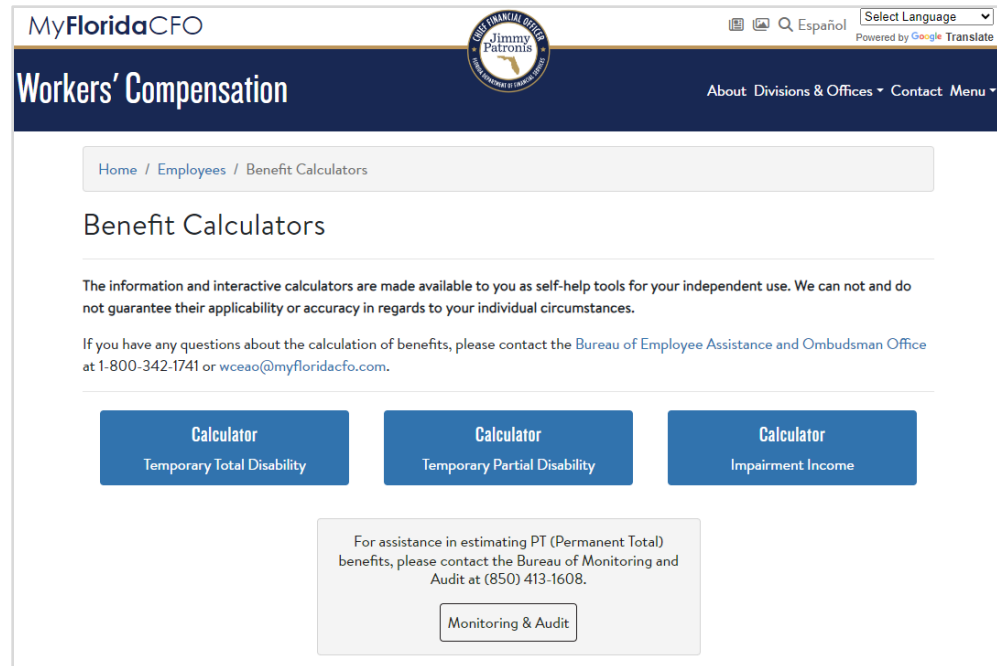 MyFloridaCFO
CHIEF FINANCIAL OFFICER
Jimmy
Patronis
FLORIDA DEPARTMENT OF FINANCIAL SERVICES
Español
Select Language
Powered by Google Translate
Workers' Compensation
About Divisions & Offices Contact Menu
Home / Employees / Benefit Calculators
Benefit Calculators
The information and interactive calculators are made available to you as self-help tools for your independent use. We can not and do
not guarantee their applicability or accuracy in regards to your individual circumstances.
If you have any questions about the calculation of benefits, please contact the Bureau of Employee Assistance and Ombudsman Office
at 1-800-342-1741 or wceao@myfloridacfo.com.
Calculator
Temporary Total Disability
Calculator
Temporary Partial Disability
Calculator
Impairment Income
For assistance in estimating PT (Permanent Total)
benefits, please contact the Bureau of Monitoring and
Audit at (850) 413-1608.
Monitoring & Audit